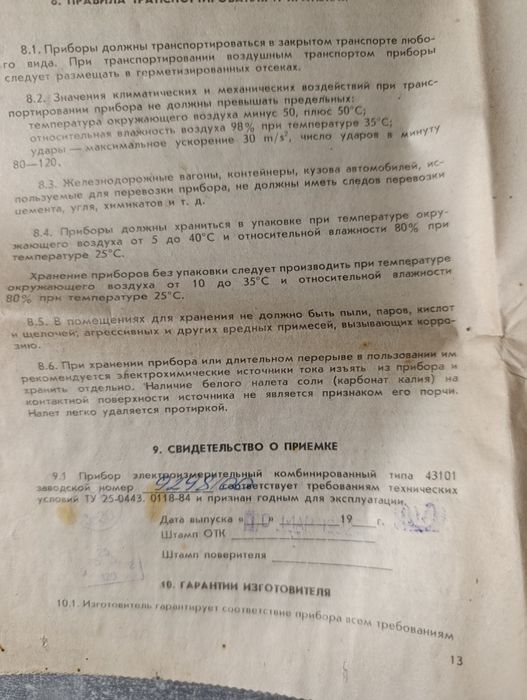 8. ПРАВИЛА ТРАНСПОРТИРОВАНИЯ И
8.1. Приборы должны транспортироваться в закрытом транспорте любо-
го вида. При транспортировании воздушным транспортом приборы
следует размещать в герметизированных отсеках.
8.2. Значения климатических и механических воздействий при транс-
портировании прибора не должны превышать предельных:
температура окружающего воздуха минус 50, плюс 50°С;
относительная влажность воздуха 98% при температуре 35°С;
удары — максимальное ускорение 30 m/s², число ударов в минуту
80—120.
8.3. Железнодорожные вагоны, контейнеры, кузова автомобилей, ис-
пользуемые для перевозки прибора, не должны иметь следов перевозки
цемента, угля, химикатов и т. д.
8.4. Приборы должны храниться в упаковке при температуре окру-
жающего воздуха от 5 до 40°С и относительной влажности 80% при
температуре 25°С.
Хранение приборов без упаковки следует производить при температуре
окружающего воздуха от 10 до 35°С и относительной влажности
80% при температуре 25°С.
8.5. В помещениях для хранения не должно быть пыли, паров, кислот
и щелочей, агрессивных и других вредных примесей, вызывающих корро-
зию.
8.6. При хранении прибора или длительном перерыве в пользовании им
рекомендуется электрохимические источники тока изъять из прибора и
хранить отдельно. Наличие белого налета соли (карбонат калия) на
контактной поверхности источника не является признаком его порчи.
Налет легко удаляется протиркой.
9. СВИДЕТЕЛЬСТВО О ПРИЕМКЕ
9.1 Прибор электроизмерительный комбинированный типа 43101
заводской номер соответствует требованиям технических
условий ТУ 25-0443. 0118-84 и признан годным для эксплуатации.
Дата выпуска « » 19 г.
Штамп ОТК
Штамп поверителя
10. ГАРАНТИИ ИЗГОТОВИТЕЛЯ
10.1. Изготовитель гарантирует соответствие прибора всем требованиям
13